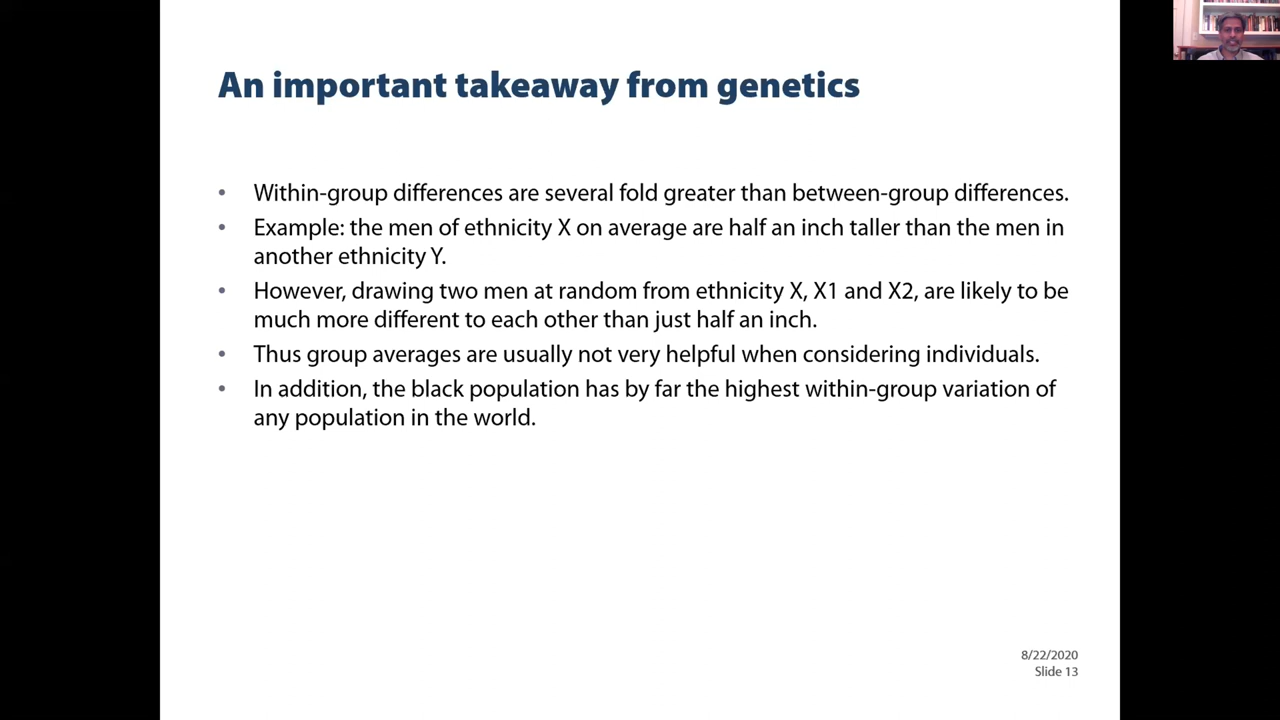 An important takeaway from genetics
• Within-group differences are several fold greater than between-group differences.
• Example: the men of ethnicity X on average are half an inch taller than the men in
another ethnicity Y.
• However, drawing two men at random from ethnicity X, X1 and X2, are likely to be
much more different to each other than just half an inch.
• Thus group averages are usually not very helpful when considering individuals.
• In addition, the black population has by far the highest within-group variation of
any population in the world.
8/22/2020
Slide 13